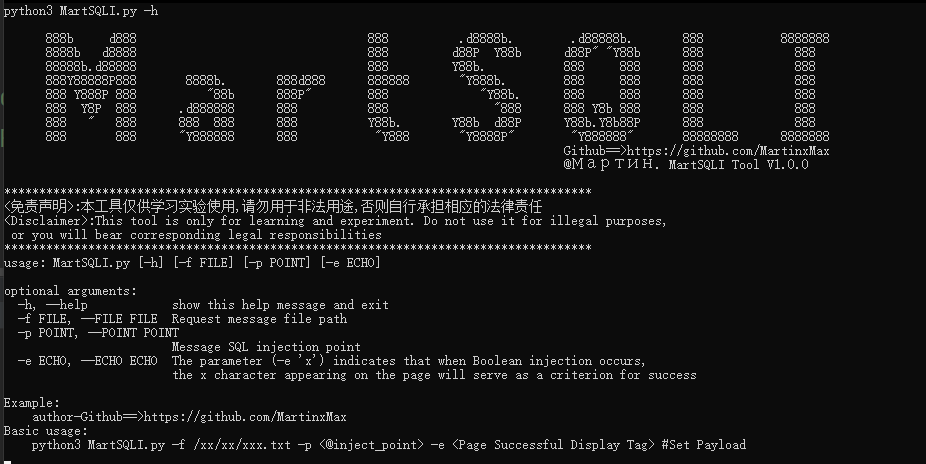 python3 MartSQLI.py -h
MartSQLI
Github==>https://github.com/MartinxMax
@Мартин. MartSQLI Tool V1.0.0
************************************************************************************
<免责声明>:本工具仅供学习实验使用,请勿用于非法用途,否则自行承担相应的法律责任
<Disclaimer>:This tool is only for learning and experiment. Do not use it for illegal purposes,
or you will bear corresponding legal responsibilities
************************************************************************************
usage: MartSQLI.py [-h] [-f FILE] [-p POINT] [-e ECHO]
optional arguments:
-h, --help show this help message and exit
-f FILE, --FILE FILE Request message file path
-p POINT, --POINT POINT
Message SQL injection point
-e ECHO, --ECHO ECHO The parameter (-e 'x') indicates that when Boolean injection occurs,
the x character appearing on the page will serve as a criterion for success
Example:
author-Github==>https://github.com/MartinxMax
Basic usage:
python3 MartSQLI.py -f /xx/xx/xxx.txt -p <@inject_point> -e <Page Successful Display Tag> #Set Payload